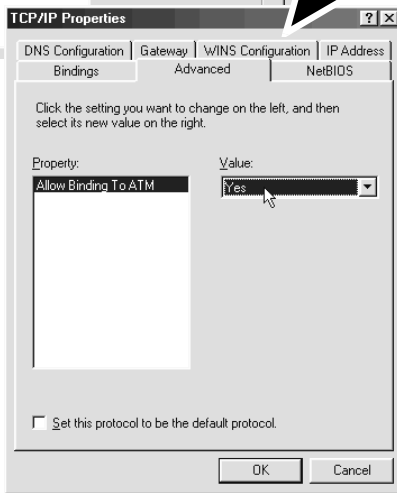 TCP/IP Properties
DNS Configuration Gateway WINS Configuration IP Address
Bindings Advanced NetBIOS
Click the setting you want to change on the left, and then
select its new value on the right.
Property: Value:
Allow Binding To ATM Yes
Set this protocol to be the default protocol.
OK Cancel